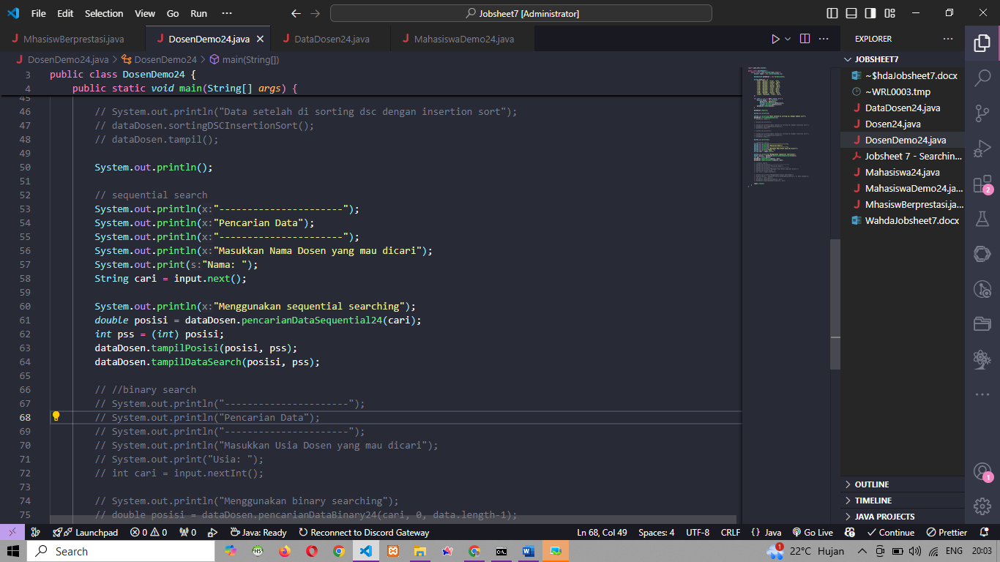 File Edit Selection View Go Run ···
Jobsheet7 [Administrator]
MhasiswBerprestasi.java
DosenDemo24.java
DataDosen24.java
MahasiswaDemo24.java
DosenDemo24.java > DosenDemo24 > main(String[])
3 public class DosenDemo24 {
4 public static void main(String[] args) {
45
46 // System.out.println("Data setelah di sorting dsc dengan insertion sort");
47 // dataDosen.sortingDSCInsertionSort();
48 // dataDosen.tampil();
49
50 System.out.println();
51
52 // sequential search
53 System.out.println(x:"----------------------");
54 System.out.println(x:"Pencarian Data");
55 System.out.println(x:"----------------------");
56 System.out.println(x:"Masukkan Nama Dosen yang mau dicari");
57 System.out.print(s:"Nama: ");
58 String cari = input.next();
59
60 System.out.println(x:"Menggunakan sequential searching");
61 double posisi = dataDosen.pencarianDataSequential24(cari);
62 int pss = (int) posisi;
63 dataDosen.tampilPosisi(posisi, pss);
64 dataDosen.tampilDataSearch(posisi, pss);
65
66 // //binary search
67 // System.out.println("----------------------");
68 // System.out.println("Pencarian Data");
69 // System.out.println("----------------------");
70 // System.out.println("Masukkan Usia Dosen yang mau dicari");
71 // System.out.print("Usia: ");
72 // int cari = input.nextInt();
73
74 // System.out.println("Menggunakan binary searching");
75 // double posisi = dataDosen.pencarianDataBinary24(cari, 0, data.length-1);
EXPLORER
JOBSHEET7
~$hdaJobsheet7.docx
~WRL0003.tmp
DataDosen24.java
Dosen24.java
DosenDemo24.java
Jobsheet 7 - Searchin...
Mahasiswa24.java
MahasiswaDemo24.ja...
MhasiswBerprestasi.ja...
WahdaJobsheet7.docx
OUTLINE
TIMELINE
JAVA PROJECTS
2
1
Launchpad 0 0 0 Java: Ready Reconnect to Discord Gateway Ln 68, Col 49 Spaces: 4 UTF-8 CRLF {} Java Go Live Continue Prettier
Search
1 22°C Hujan ENG 20:03